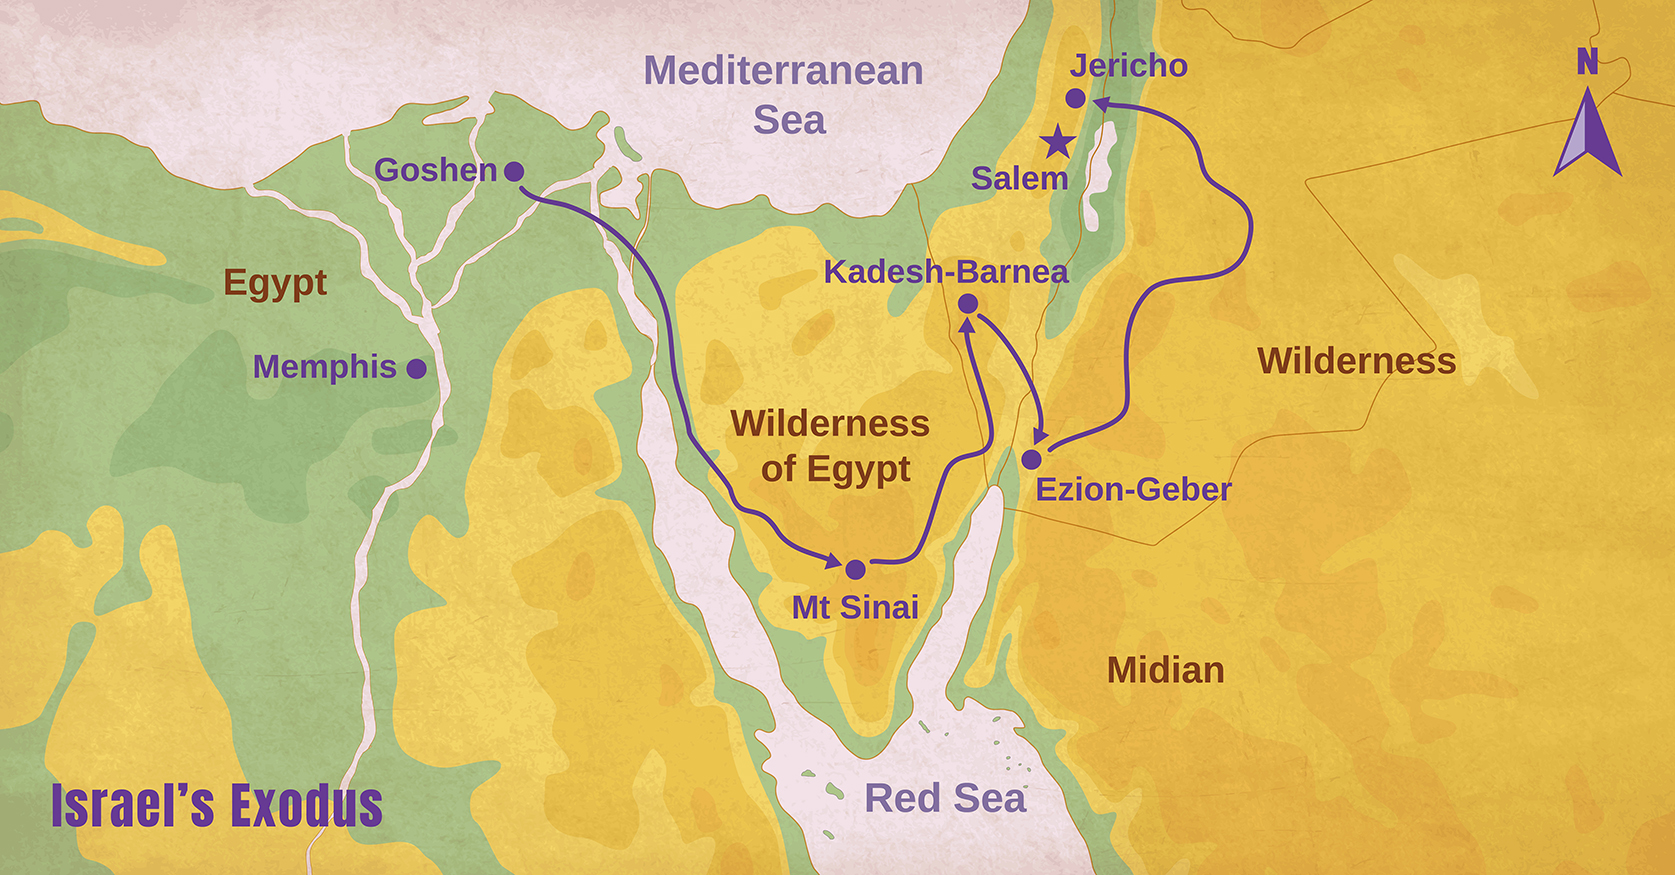 Mediterranean
Sea
Jericho
N
Goshen
Salem
Egypt
Kadesh-Barnea
Memphis
Wilderness
Wilderness
of Egypt
Ezion-Geber
Mt Sinai
Midian
Red Sea
Israel’s Exodus